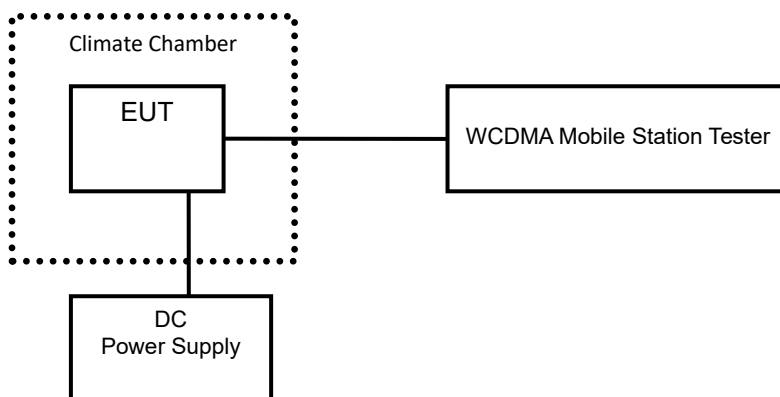 Climate Chamber
EUT
WCDMA Mobile Station Tester
DC
Power Supply